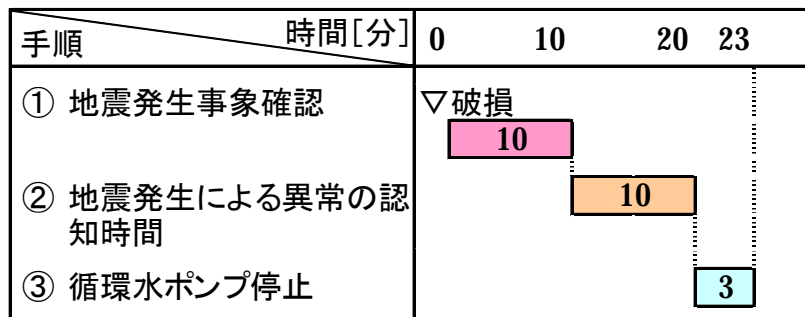 時間[分]
手順
0 10 20 23
① 地震発生事象確認
▽破損
10
② 地震発生による異常の認
知時間
10
③ 循環水ポンプ停止
3